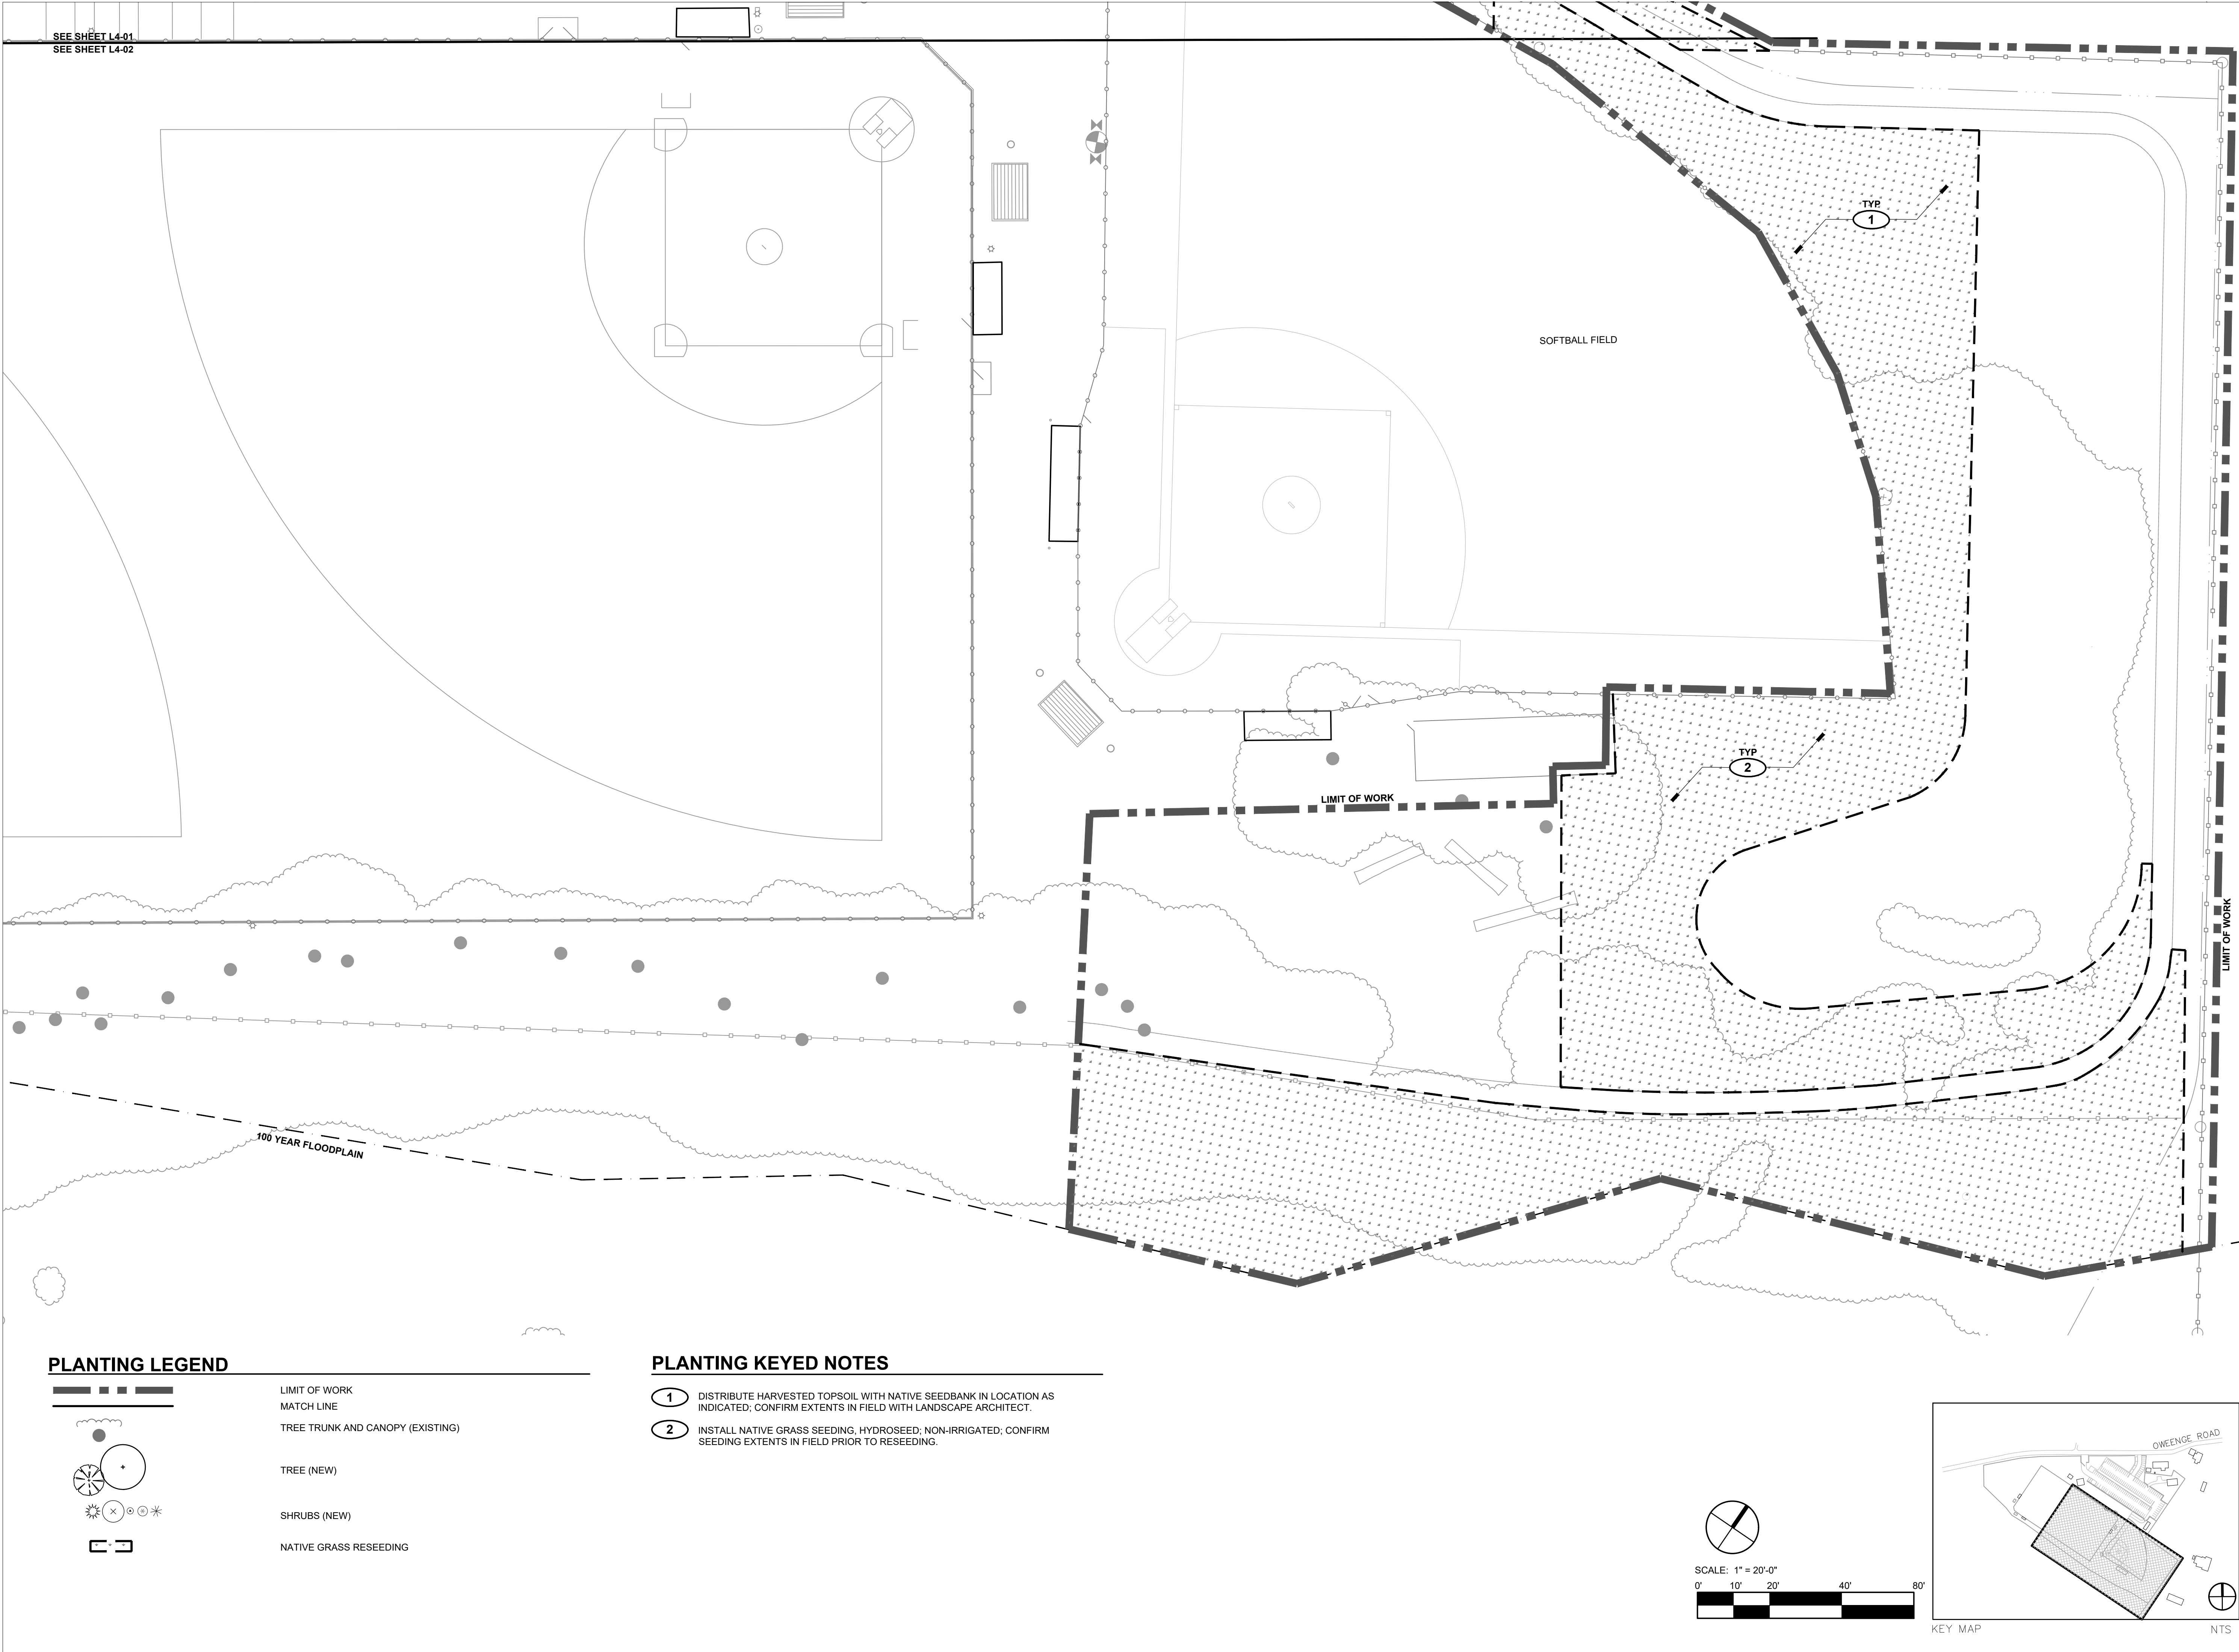 SEE SHEET L4-01
SEE SHEET L4-02
TYP
1
SOFTBALL FIELD
TYP
2
LIMIT OF WORK
LIMIT OF WORK
100 YEAR FLOODPLAIN
PLANTING LEGEND
LIMIT OF WORK
MATCH LINE
TREE TRUNK AND CANOPY (EXISTING)
TREE (NEW)
SHRUBS (NEW)
NATIVE GRASS RESEEDING
PLANTING KEYED NOTES
1 DISTRIBUTE HARVESTED TOPSOIL WITH NATIVE SEEDBANK IN LOCATION AS
INDICATED; CONFIRM EXTENTS IN FIELD WITH LANDSCAPE ARCHITECT.
2 INSTALL NATIVE GRASS SEEDING, HYDROSEED; NON-IRRIGATED; CONFIRM
SEEDING EXTENTS IN FIELD PRIOR TO RESEEDING.
SCALE: 1" = 20'-0"
0' 10' 20' 40' 80'
OWEENGE ROAD
KEY MAP NTS